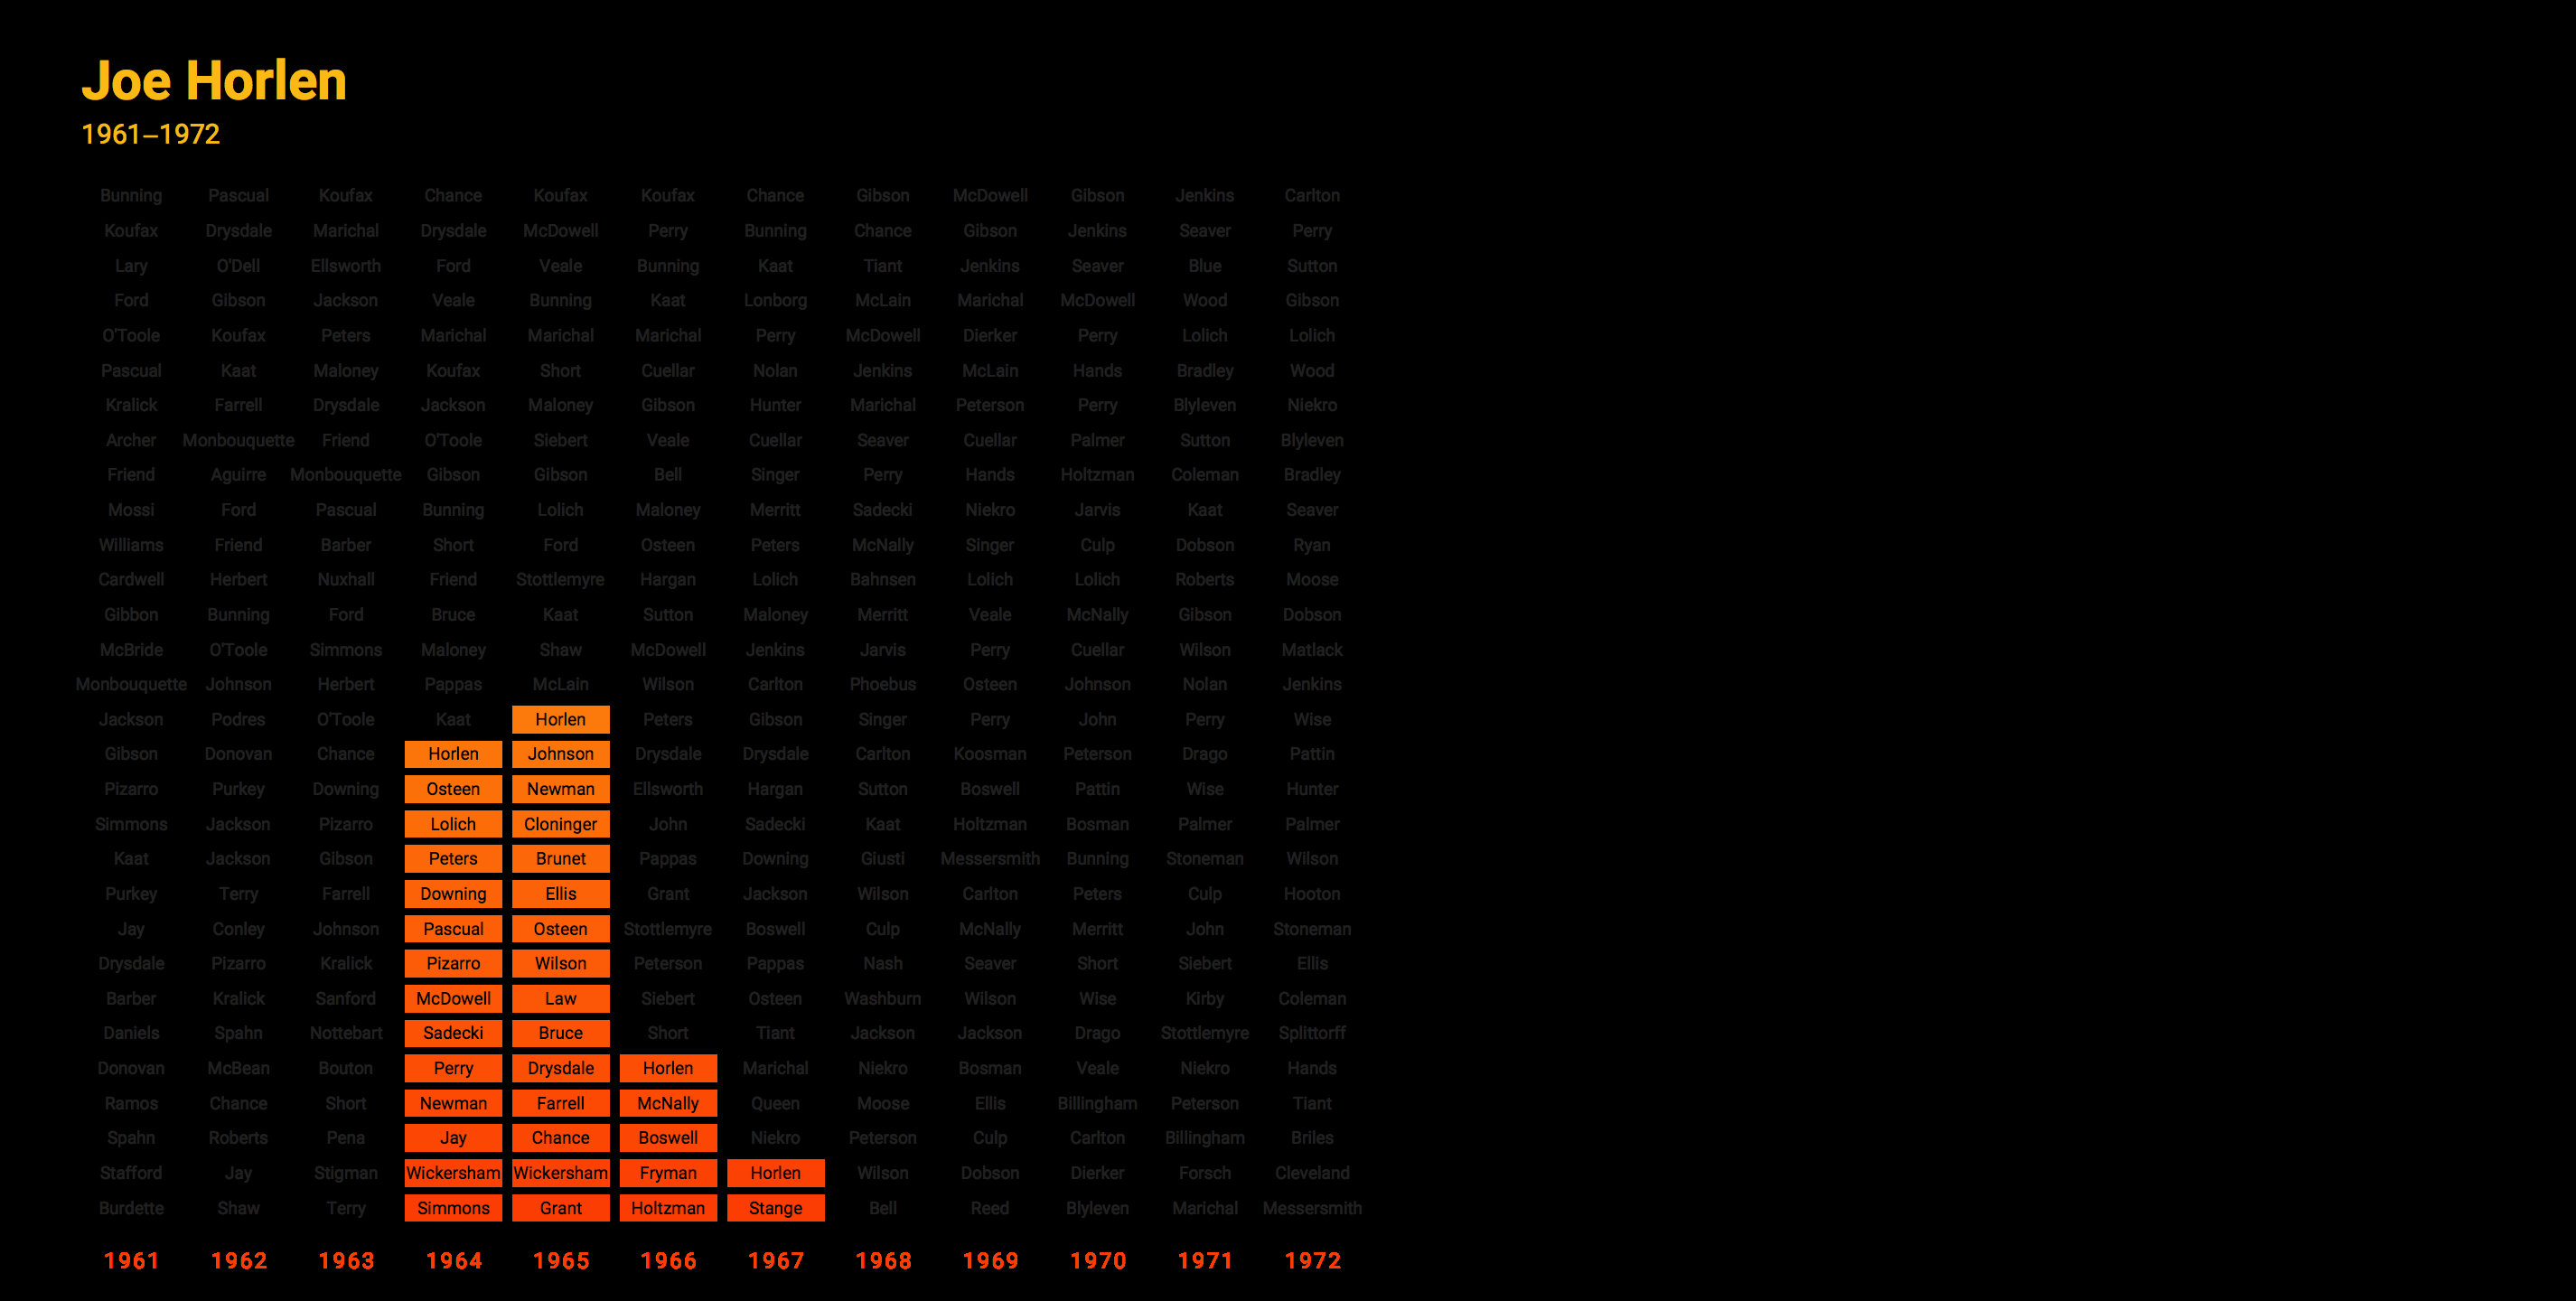 Joe Horlen
1961–1972
Bunning Pascual Koufax Chance Koufax Koufax Chance Gibson McDowell Gibson Jenkins Carlton
Koufax Drysdale Marichal Drysdale McDowell Perry Bunning Chance Gibson Jenkins Seaver Perry
Lary O'Dell Ellsworth Ford Veale Bunning Kaat Tiant Jenkins Seaver Blue Sutton
Ford Gibson Jackson Veale Bunning Kaat Lonborg McLain Marichal McDowell Wood Gibson
O'Toole Koufax Peters Marichal Marichal Marichal Perry McDowell Dierker Perry Lolich Lolich
Pascual Kaat Maloney Koufax Short Cuellar Nolan Jenkins McLain Hands Bradley Wood
Kralick Farrell Drysdale Jackson Maloney Gibson Hunter Marichal Peterson Perry Blyleven Niekro
Archer Monbouquette Friend O'Toole Siebert Veale Cuellar Seaver Cuellar Palmer Sutton Blyleven
Friend Aguirre Monbouquette Gibson Gibson Bell Singer Perry Hands Holtzman Coleman Bradley
Mossi Ford Pascual Bunning Lolich Maloney Merritt Sadecki Niekro Jarvis Kaat Seaver
Williams Friend Barber Short Ford Osteen Peters McNally Singer Culp Dobson Ryan
Cardwell Herbert Nuxhall Friend Stottlemyre Hargan Lolich Bahnsen Lolich Lolich Roberts Moose
Gibbon Bunning Ford Bruce Kaat Sutton Maloney Merritt Veale McNally Gibson Dobson
McBride O'Toole Simmons Maloney Shaw McDowell Jenkins Jarvis Perry Cuellar Wilson Matlack
Monbouquette Johnson Herbert Pappas McLain Wilson Carlton Phoebus Osteen Johnson Nolan Jenkins
Jackson Podres O'Toole Kaat Horlen Peters Gibson Singer Perry John Perry Wise
Gibson Donovan Chance Horlen Johnson Drysdale Drysdale Carlton Koosman Peterson Drago Pattin
Pizarro Purkey Downing Osteen Newman Ellsworth Hargan Sutton Boswell Pattin Wise Hunter
Simmons Jackson Pizarro Lolich Cloninger John Sadecki Kaat Holtzman Bosman Palmer Palmer
Kaat Jackson Gibson Peters Brunet Pappas Downing Giusti Messersmith Bunning Stoneman Wilson
Purkey Terry Farrell Downing Ellis Grant Jackson Wilson Carlton Peters Culp Hooton
Jay Conley Johnson Pascual Osteen Stottlemyre Boswell Culp McNally Merritt John Stoneman
Drysdale Pizarro Kralick Pizarro Wilson Peterson Pappas Nash Seaver Short Siebert Ellis
Barber Kralick Sanford McDowell Law Siebert Osteen Washburn Wilson Wise Kirby Coleman
Daniels Spahn Nottebart Sadecki Bruce Short Tiant Jackson Jackson Drago Stottlemyre Splittorff
Donovan McBean Bouton Perry Drysdale Horlen Marichal Niekro Bosman Veale Niekro Hands
Ramos Chance Short Newman Farrell McNally Queen Moose Ellis Billingham Peterson Tiant
Spahn Roberts Pena Jay Chance Boswell Niekro Peterson Culp Carlton Billingham Briles
Stafford Jay Stigman Wickersham Wickersham Fryman Horlen Wilson Dobson Dierker Forsch Cleveland
Burdette Shaw Terry Simmons Grant Holtzman Stange Bell Reed Blyleven Marichal Messersmith
1961 1962 1963 1964 1965 1966 1967 1968 1969 1970 1971 1972